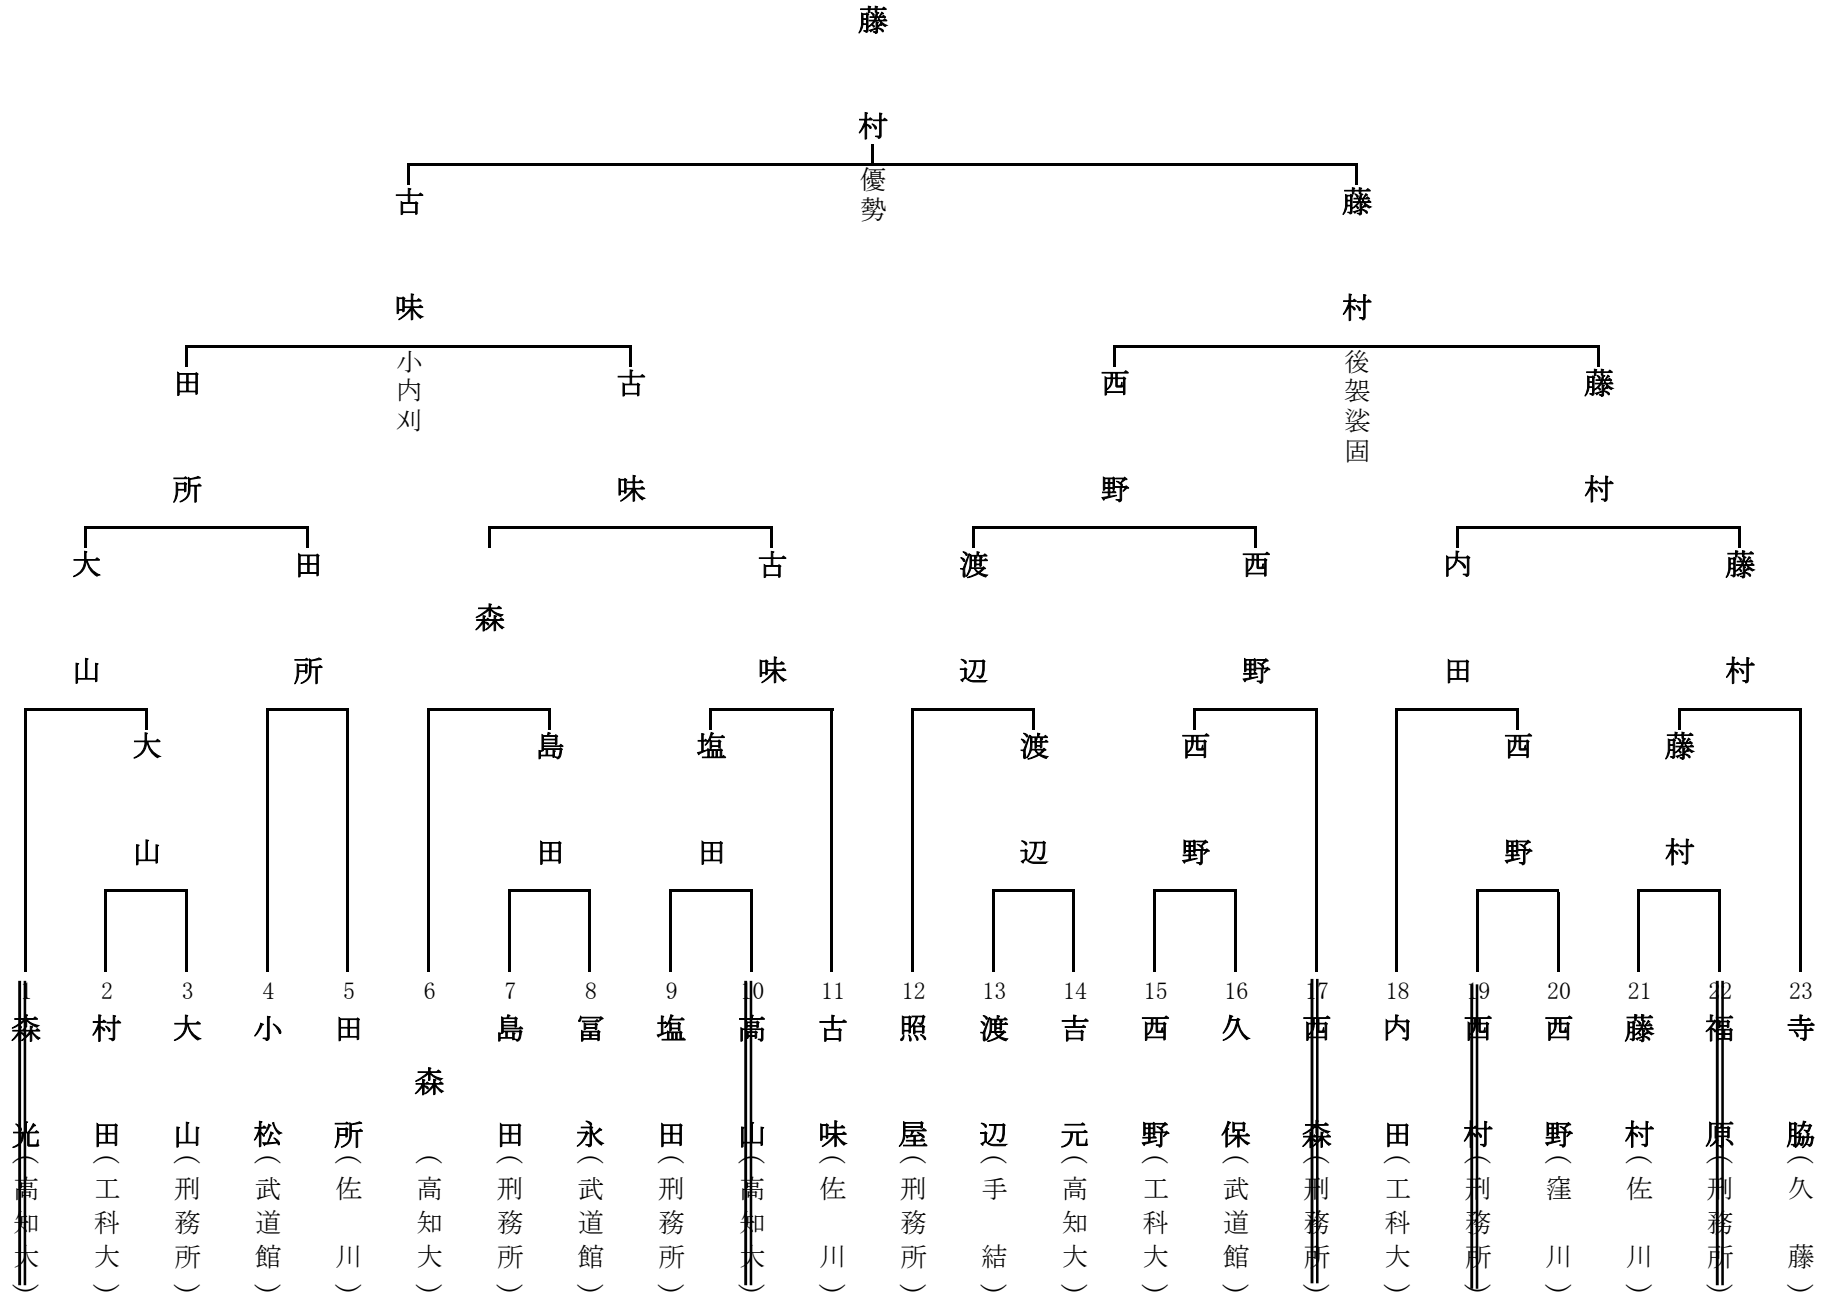 藤村
優勢
古味
藤村
小内刈
後袈裟固
田所
古味
西野
藤村
大山
田所
森
古味
渡辺
西野
内田
藤村
大山
島田
塩田
渡辺
西野
西野
藤村
1 森光（高知大）
2 村田（工科大）
3 大山（刑務所）
4 小松（武道館）
5 田所（佐川）
6 森（高知大）
7 島田（刑務所）
8 冨永（武道館）
9 塩田（刑務所）
10 高山（高知大）
11 古味（佐川）
12 照屋（刑務所）
13 渡辺（手結）
14 吉元（高知大）
15 西野（工科大）
16 久保（武道館）
17 西森（刑務所）
18 内田（工科大）
19 西村（刑務所）
20 西野（窪川）
21 藤村（佐川）
22 福原（刑務所）
23 寺脇（久藤）